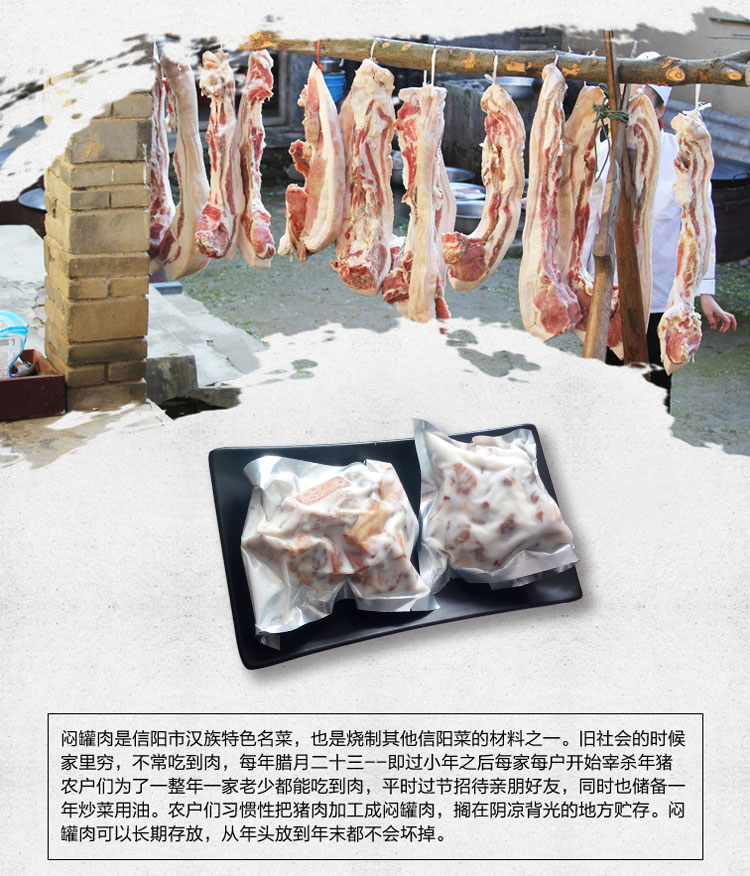 闷罐肉是信阳市汉族特色名菜，也是烧制其他信阳菜的材料之一。旧社会的时候
家里穷，不常吃到肉，每年腊月二十三--即过小年之后每家每户开始宰杀年猪
农户们为了一整年一家老少都能吃到肉，平时过节招待亲朋好友，同时也储备一
年炒菜用油。农户们习惯性把猪肉加工成闷罐肉，搁在阴凉背光的地方贮存。闷
罐肉可以长期存放，从年头放到年末都不会坏掉。